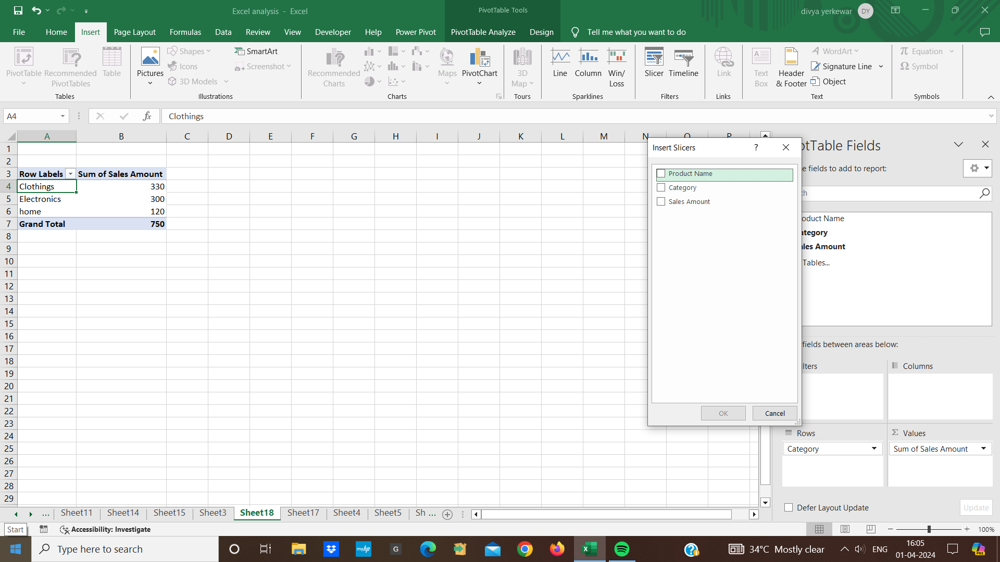 Excel analysis - Excel
PivotTable Tools
divya yerkewar DY
File Home Insert Page Layout Formulas Data Review View Developer Help Power Pivot PivotTable Analyze Design Tell me what you want to do
PivotTable
Recommended PivotTables
Table
Tables
Pictures
Shapes
Icons
3D Models
SmartArt
Screenshot
Illustrations
Recommended Charts
Maps
PivotChart
Charts
3D Map
Tours
Line
Column
Win/ Loss
Sparklines
Slicer
Timeline
Filters
Link
Links
Text Box
Header & Footer
WordArt
Signature Line
Object
Text
π Equation
Ω Symbol
Symbols
A4
fx
Clothings
A B C D E F G H I J K L M N O P
1
2
3 Row Labels Sum of Sales Amount
4 Clothings 330
5 Electronics 300
6 home 120
7 Grand Total 750
8
9
10
11
12
13
14
15
16
17
18
19
20
21
22
23
24
25
26
27
28
29
Insert Slicers ? 
Product Name
Category
Sales Amount
OK Cancel
otTable Fields
e fields to add to report:
ch
oduct Name
ategory
les Amount
Tables...
fields between areas below:
lters
Columns
Rows
Σ Values
Category
Sum of Sales Amount
Defer Layout Update
Update
... Sheet11 Sheet14 Sheet15 Sheet3 Sheet18 Sheet17 Sheet4 Sheet5 Sh ...
Start
Accessibility: Investigate
100%
Type here to search
myhp
G
34°C Mostly clear
ENG
16:05
01-04-2024
PRE